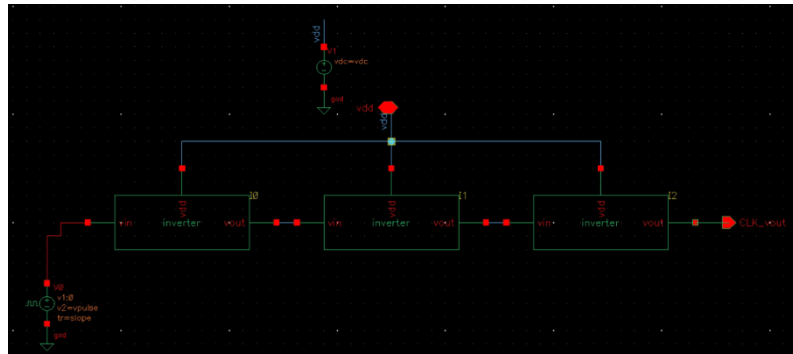 vdd
V1
vdc=vdc
gnd
vdd
vdd
I0
I1
I2
vdd
vdd
vdd
vin
inverter
vout
vin
inverter
vout
vin
inverter
vout
CLK_vout
V0
v1:0
v2=vpulse
tr=slope
gnd